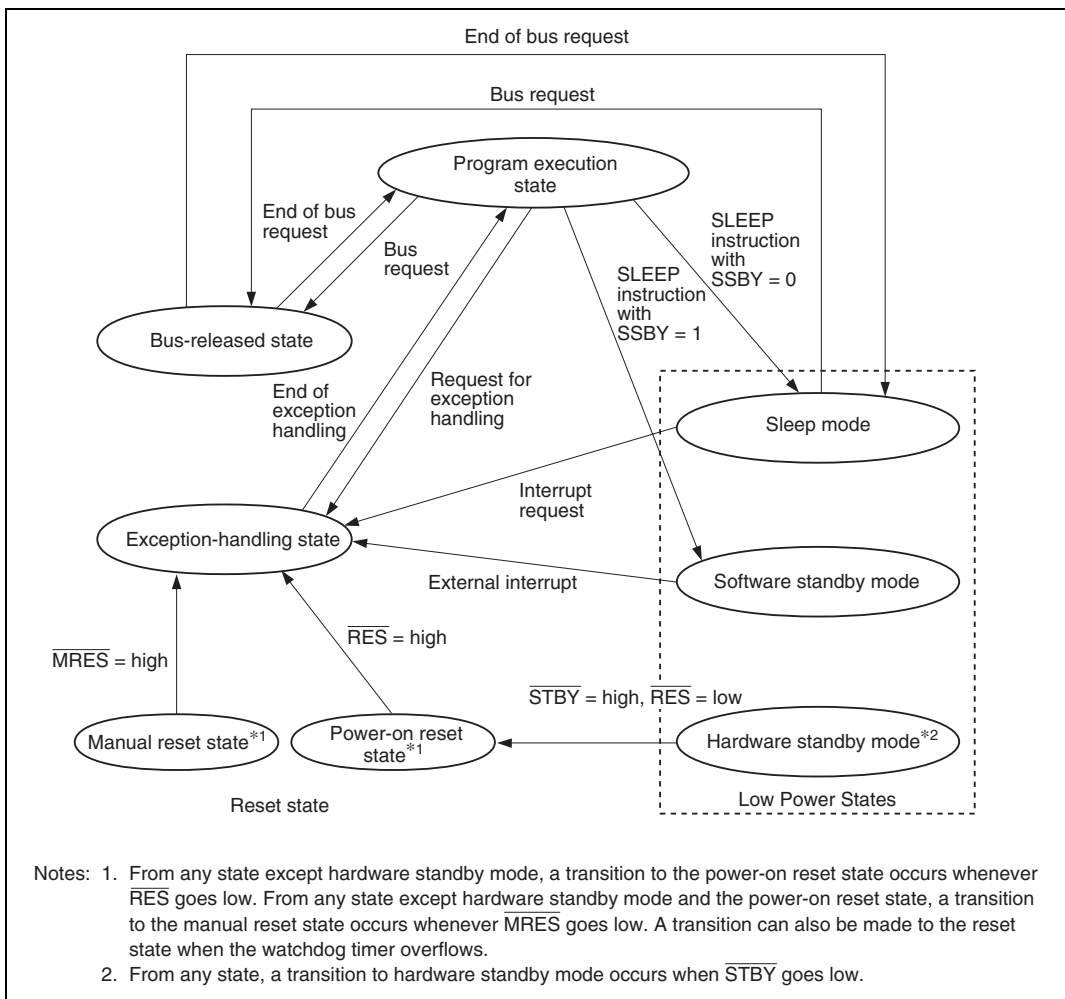 End of bus request
Bus request
Program execution
state
End of bus
request
Bus
request
SLEEP
instruction
with
SSBY = 0
SLEEP
instruction
with
SSBY = 1
Bus-released state
End of
exception
handling
Request for
exception
handling
Sleep mode
Interrupt
request
Exception-handling state
External interrupt
Software standby mode
M̅R̅E̅S̅ = high
R̅E̅S̅ = high
S̅T̅B̅Y̅ = high, R̅E̅S̅ = low
Manual reset state*1
Power-on reset
state*1
Hardware standby mode*2
Reset state
Low Power States
Notes: 1. From any state except hardware standby mode, a transition to the power-on reset state occurs whenever
R̅E̅S̅ goes low. From any state except hardware standby mode and the power-on reset state, a transition
to the manual reset state occurs whenever M̅R̅E̅S̅ goes low. A transition can also be made to the reset
state when the watchdog timer overflows.
2. From any state, a transition to hardware standby mode occurs when S̅T̅B̅Y̅ goes low.